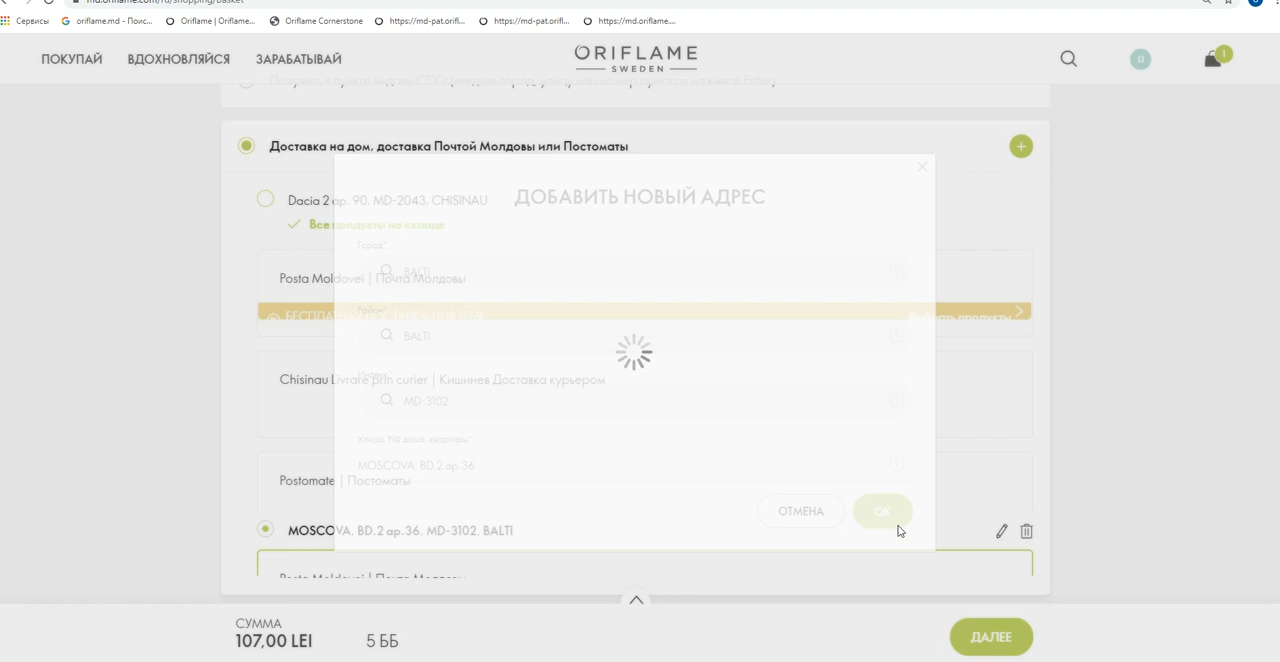 md.oriflame.com/ru/shopping/basket
Сервисы
oriflame.md - Поис...
Oriflame | Oriflame...
Oriflame Cornerstone
https://md-pat.orifl...
https://md-pat.orifl...
https://md.oriflame....
ПОКУПАЙ
ВДОХНОВЛЯЙСЯ
ЗАРАБАТЫВАЙ
ORIFLAME
SWEDEN
1
Доставка на дом, доставка Почтой Молдовы или Постоматы
Dacia 2 ap. 90, MD-2043, CHISINAU
Все продукты на складе
ДОБАВИТЬ НОВЫЙ АДРЕС
Город*
BALTI
Posta Moldovei | Почта Молдовы
BALTI
Chisinau Livrare prin curier | Кишинев Доставка курьером
Индекс*
MD-3102
Улица, № дома, квартиры*
MOSCOVA, BD.2 ap.36
Postomate | Постоматы
ОТМЕНА
ОК
MOSCOVA, BD.2 ap.36, MD-3102, BALTI
Posta Moldovei | Почта Молдовы
СУММА
107,00 LEI
5 ББ
ДАЛЕЕ